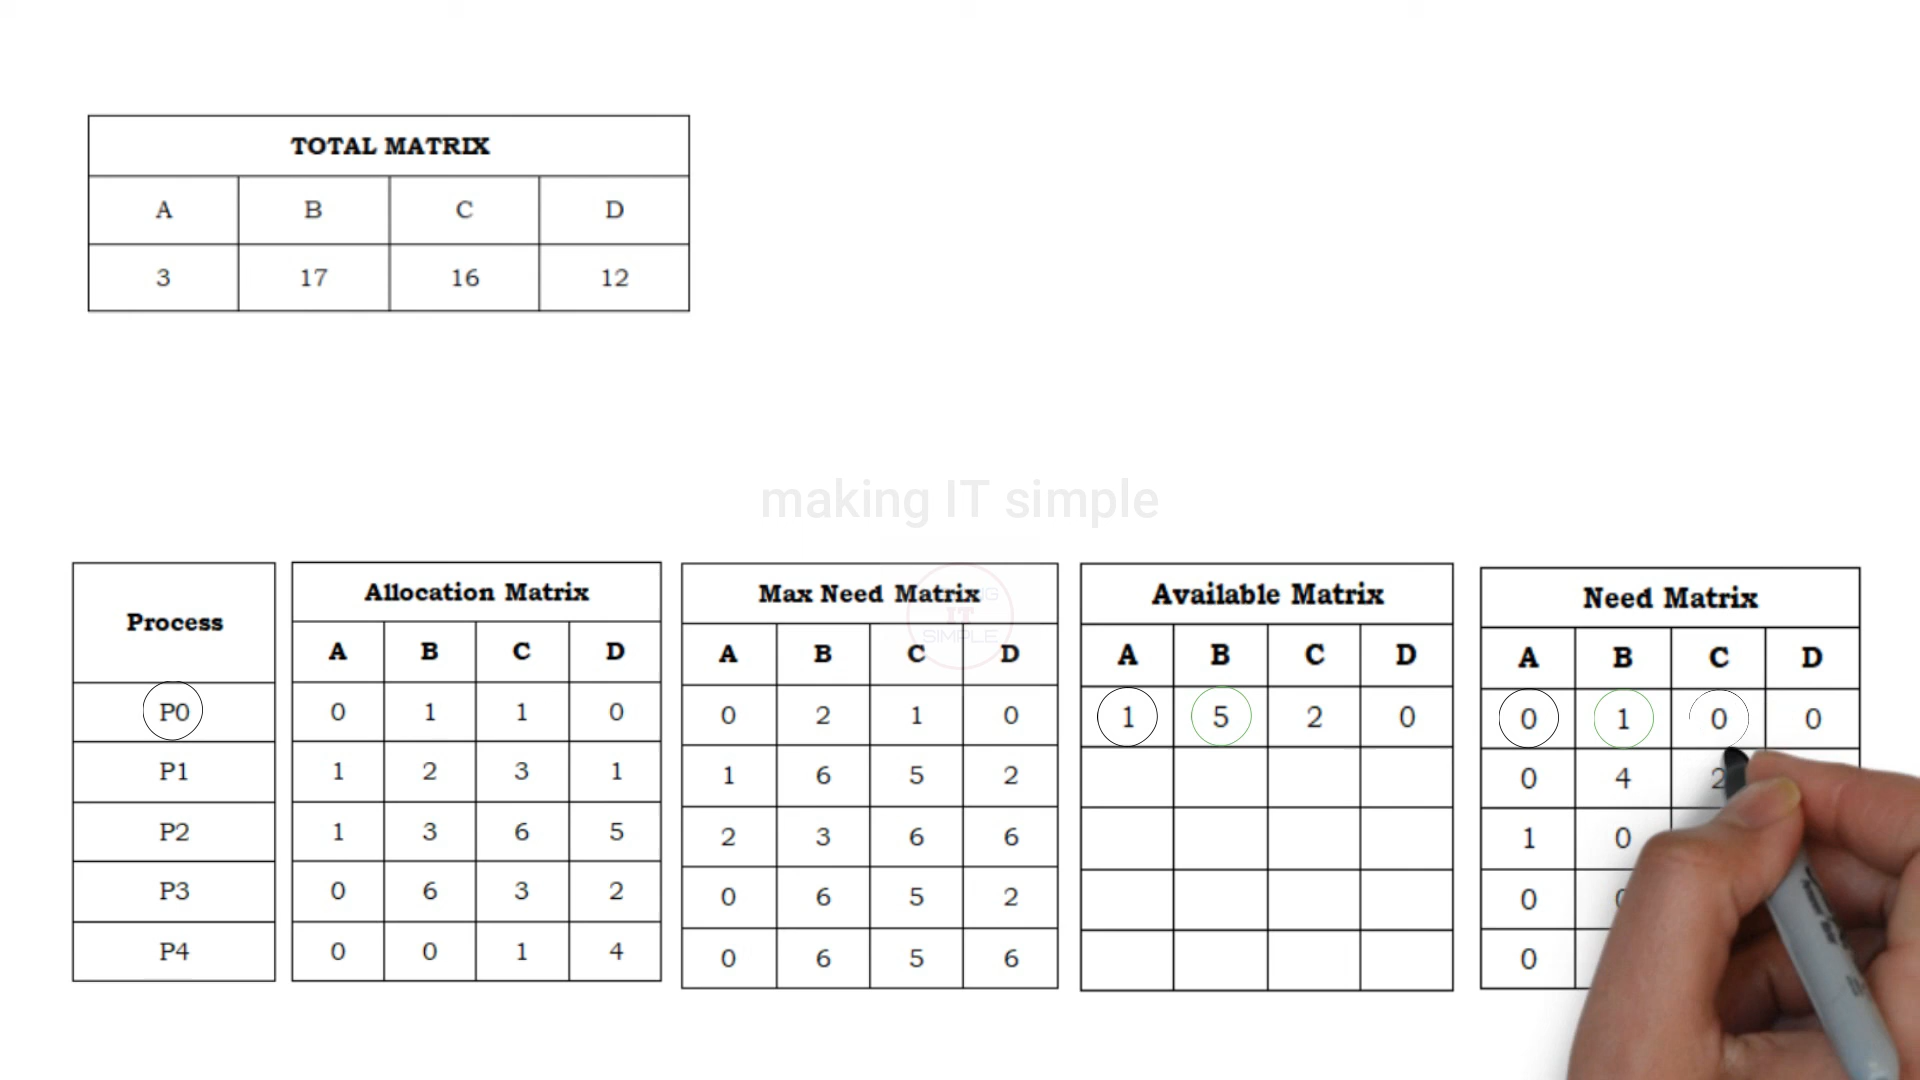 TOTAL MATRIX
A B C D
3 17 16 12
making IT simple
Process
P0
P1
P2
P3
P4
Allocation Matrix
A B C D
0 1 1 0
1 2 3 1
1 3 6 5
0 6 3 2
0 0 1 4
Max Need Matrix
A B C D
0 2 1 0
1 6 5 2
2 3 6 6
0 6 5 2
0 6 5 6
IT
SIMPLE
Available Matrix
A B C D
1 5 2 0
Need Matrix
A B C D
0 1 0 0
0 4 2
1 0
0
0